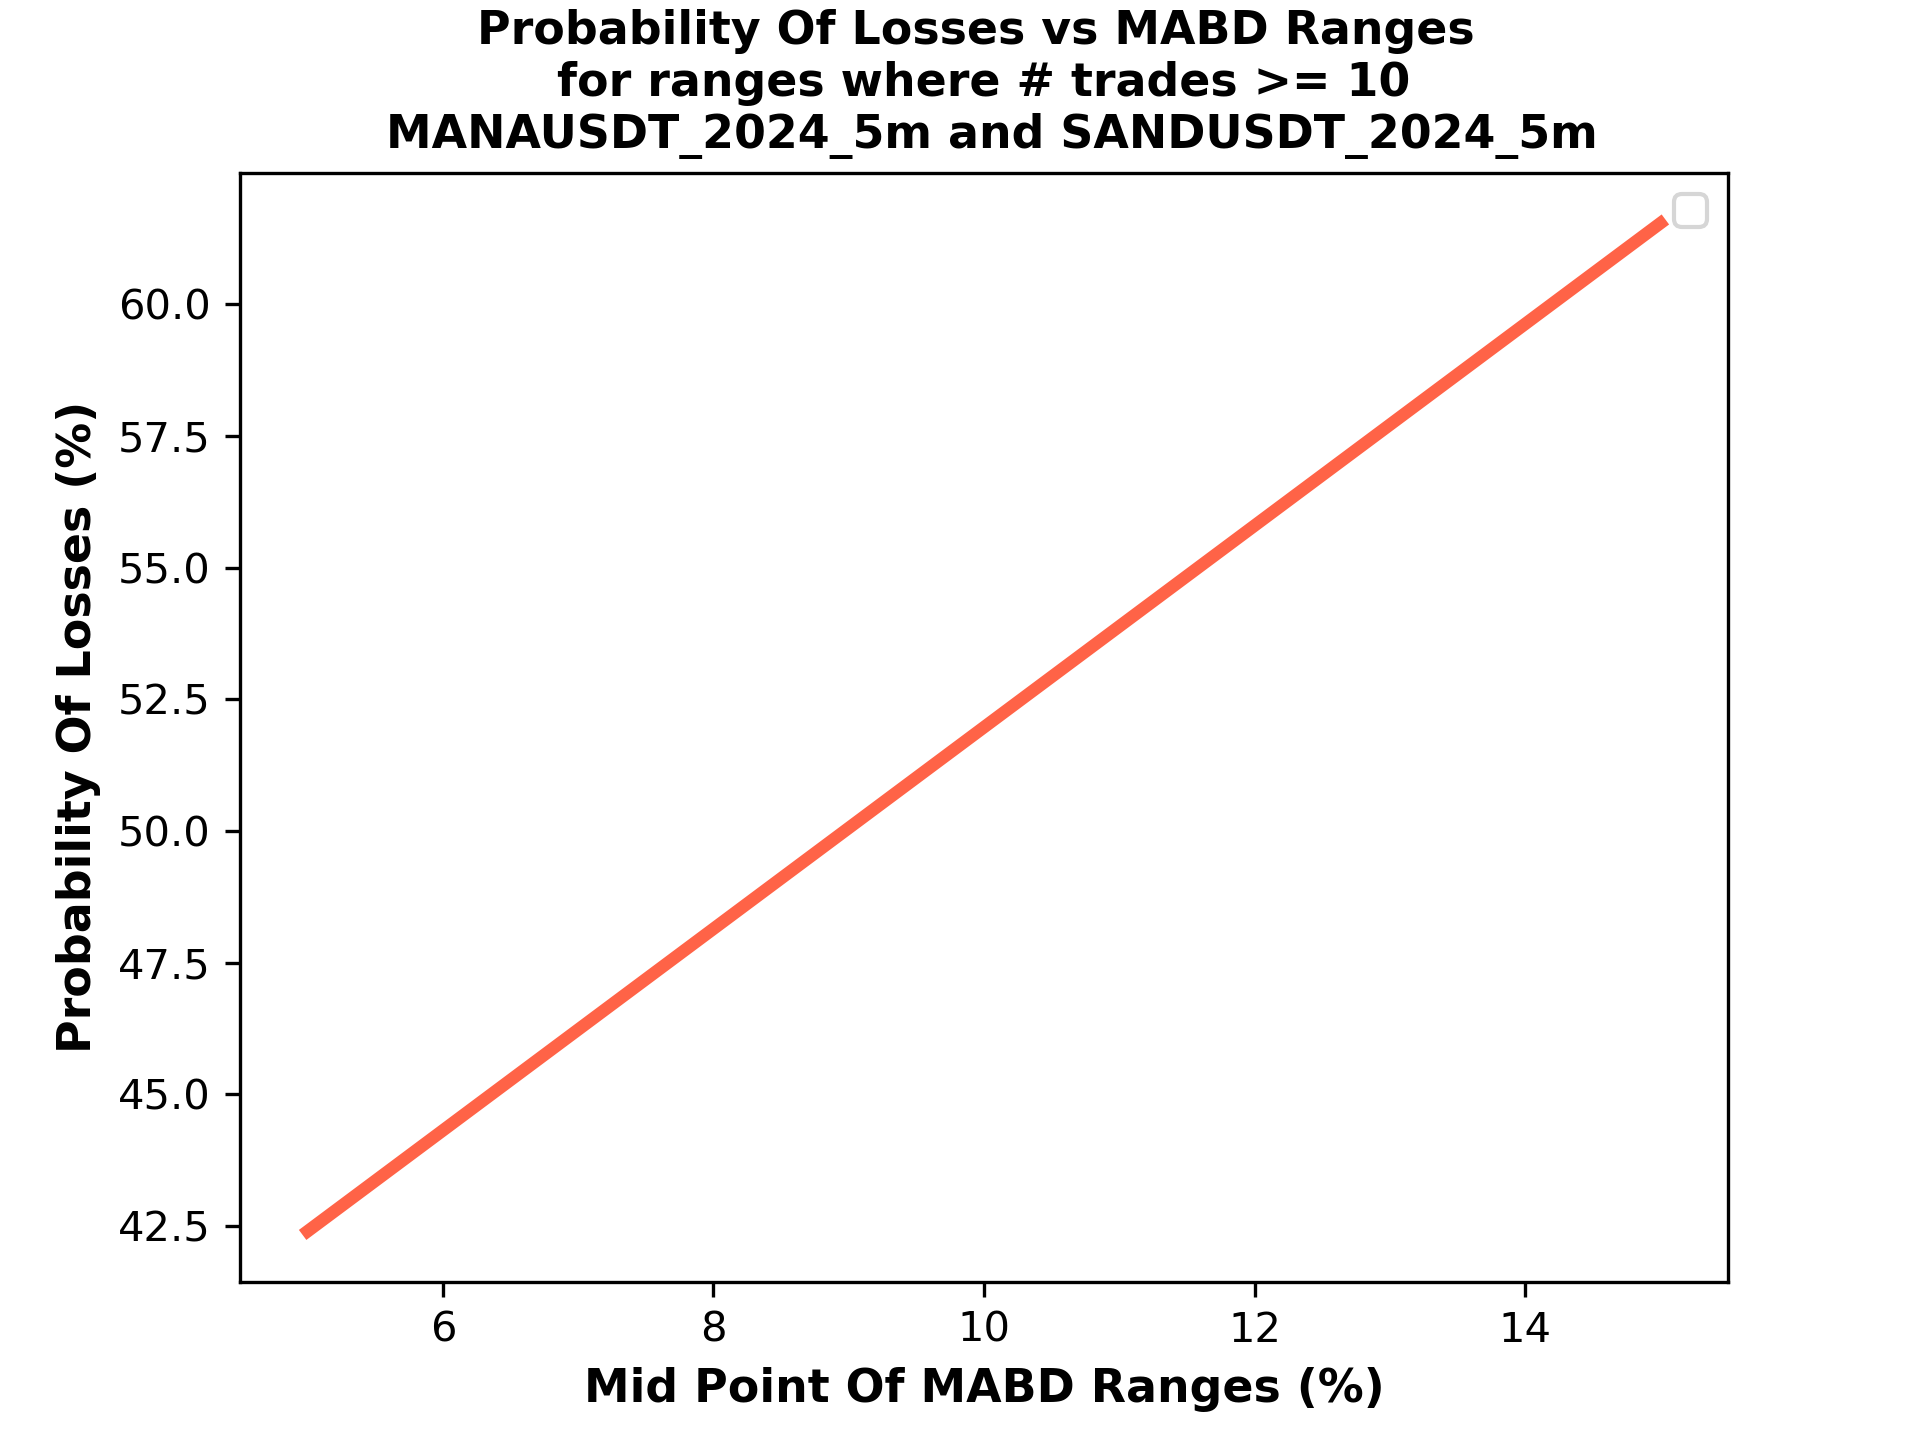 Probability Of Losses vs MABD Ranges
for ranges where # trades >= 10
MANAUSDT_2024_5m and SANDUSDT_2024_5m
Probability Of Losses (%)
60.0
57.5
55.0
52.5
50.0
47.5
45.0
42.5
6 8 10 12 14
Mid Point Of MABD Ranges (%)